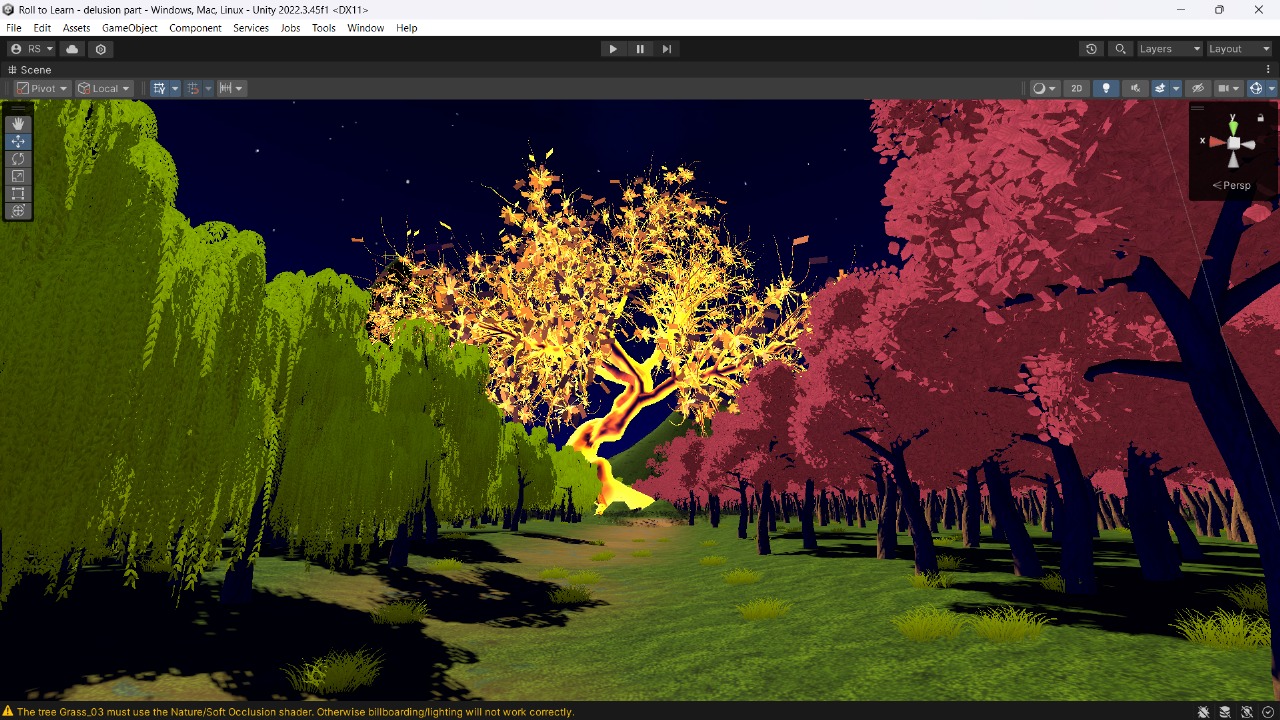 Roll to Learn - delusion part - Windows, Mac, Linux - Unity 2022.3.45f1 <DX11>
File Edit Assets GameObject Component Services Jobs Tools Window Help
RS Layers Layout
Scene
Pivot Local 2D
y
x
Persp
The tree Grass_03 must use the Nature/Soft Occlusion shader. Otherwise billboarding/lighting will not work correctly.